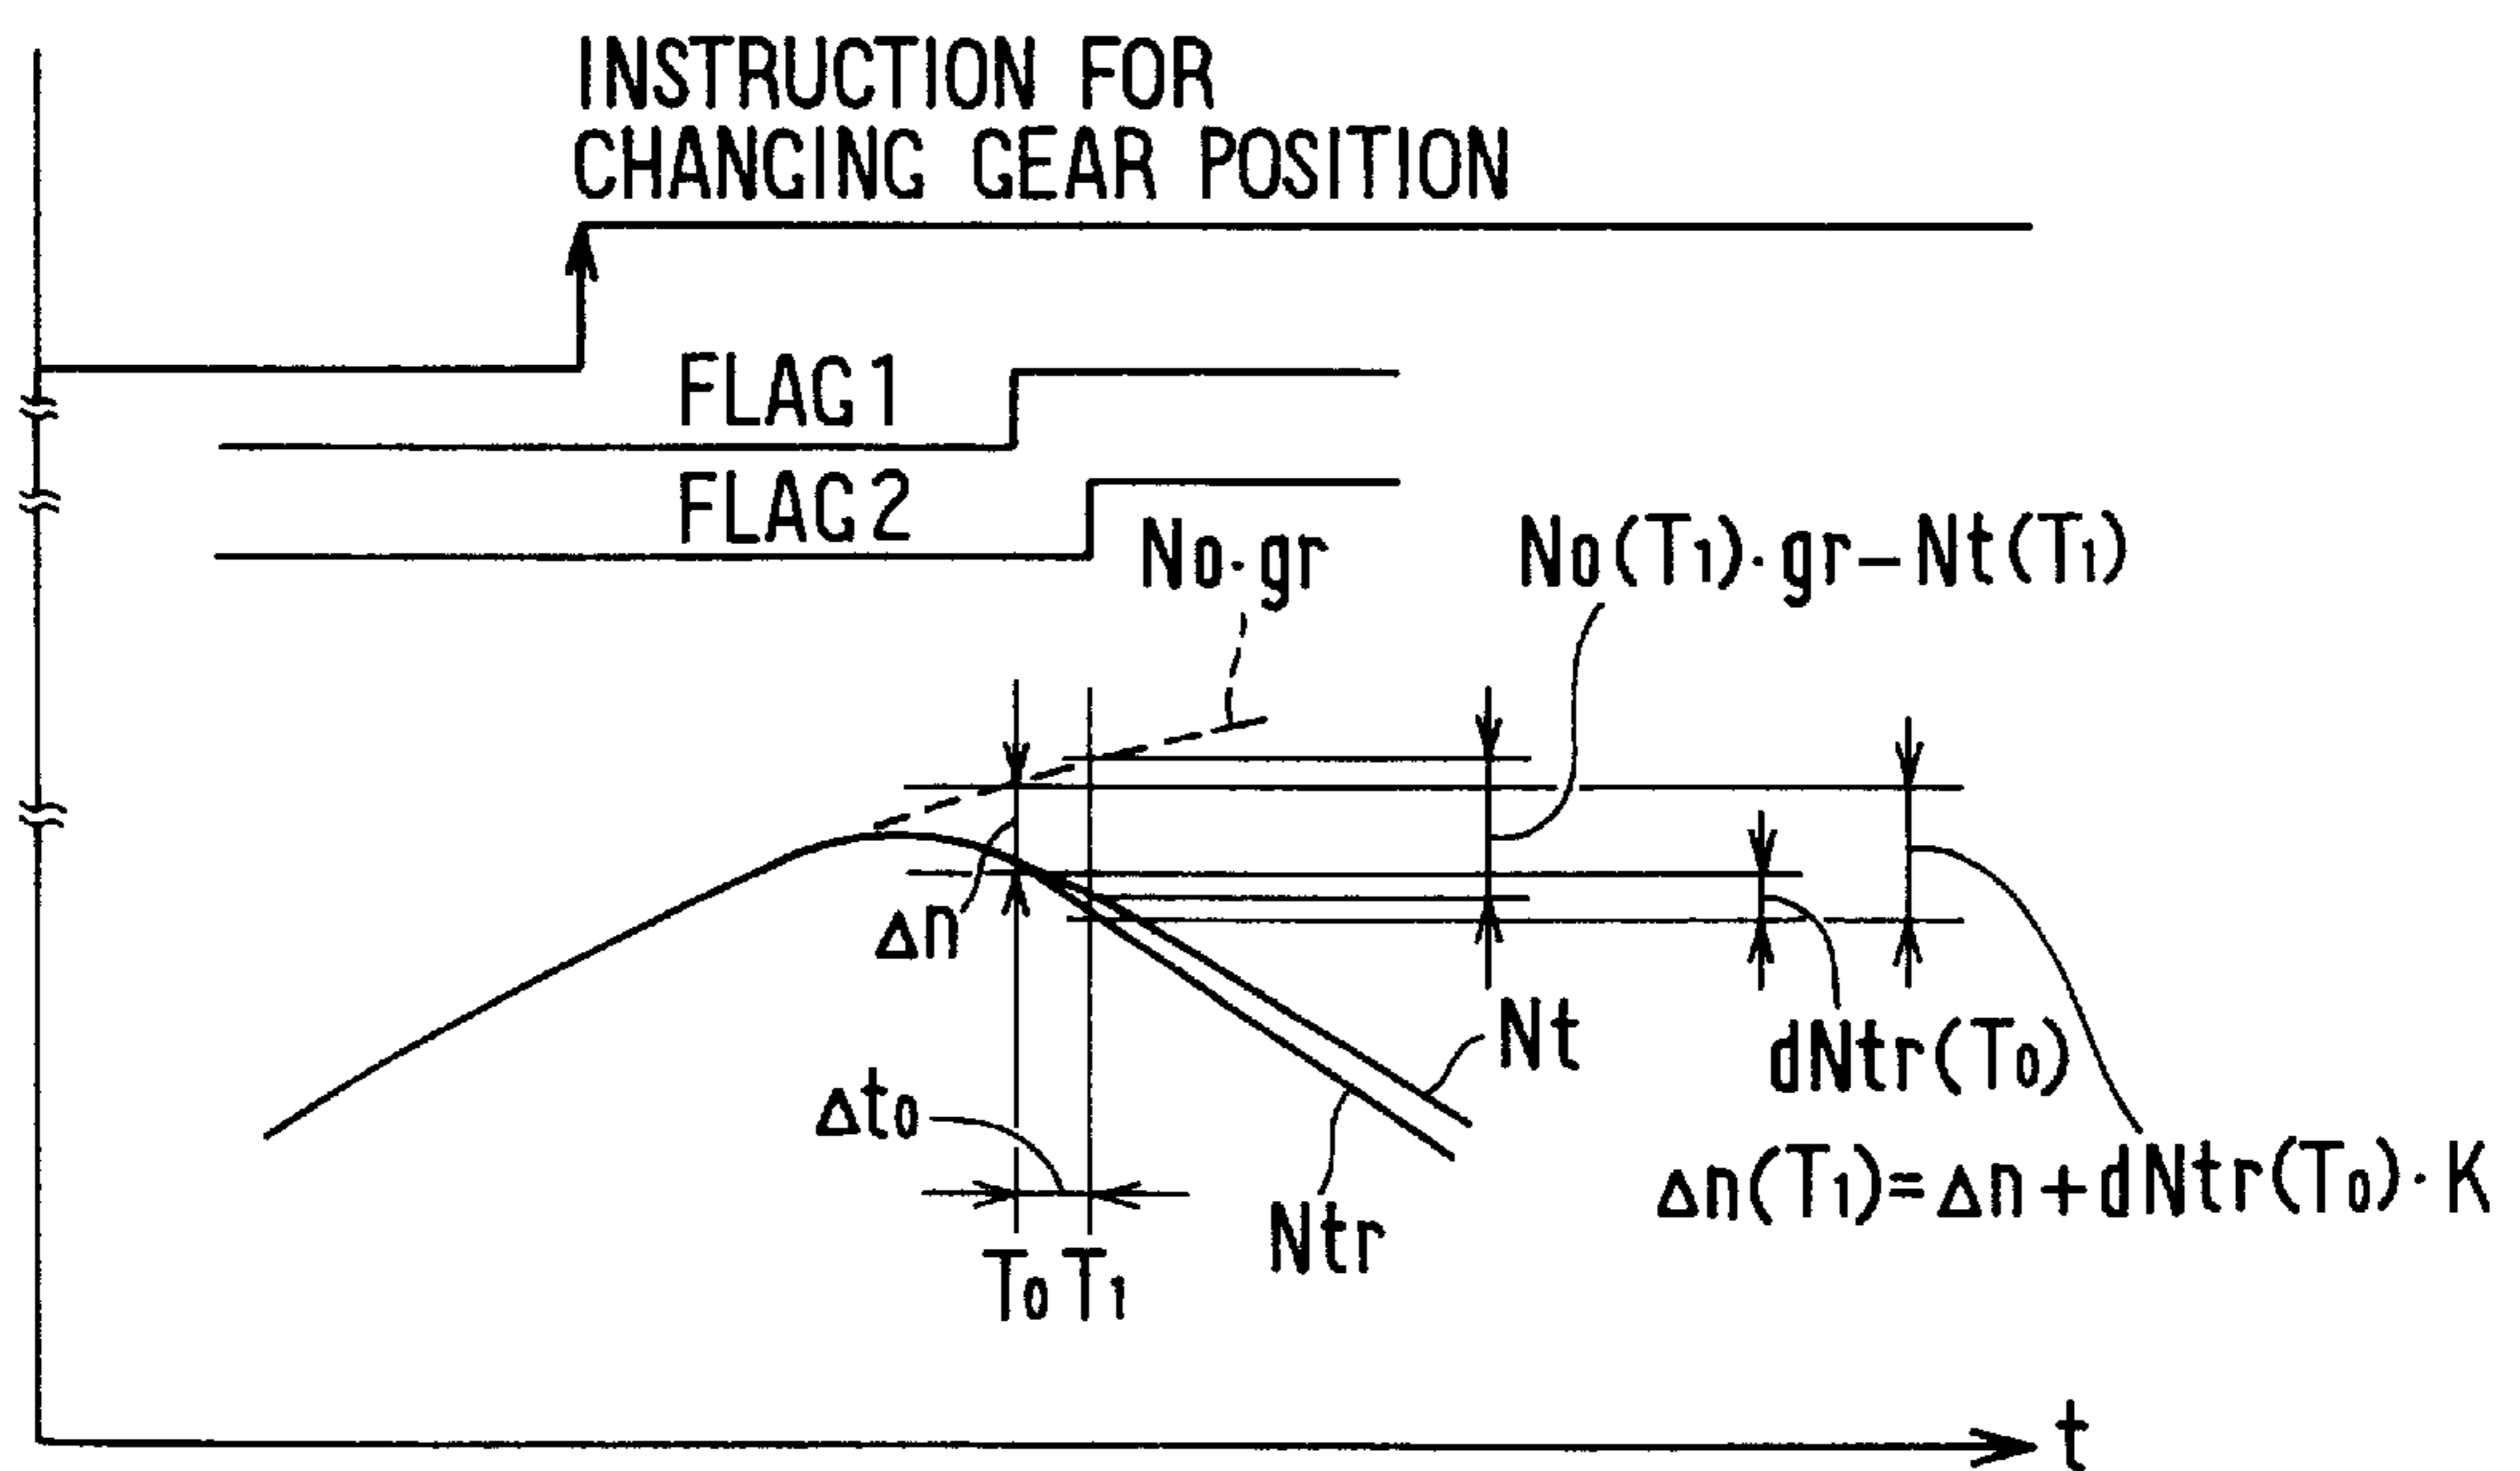 INSTRUCTION FOR
CHANGING GEAR POSITION
FLAG1
FLAG2
No·gr
No(T₁)·gr−Nt(T₁)
Δn
Nt
dNtr(T₀)
Δt₀
Δn(T₁)=Δn+dNtr(T₀)·K
Ntr
T₀ T₁
t